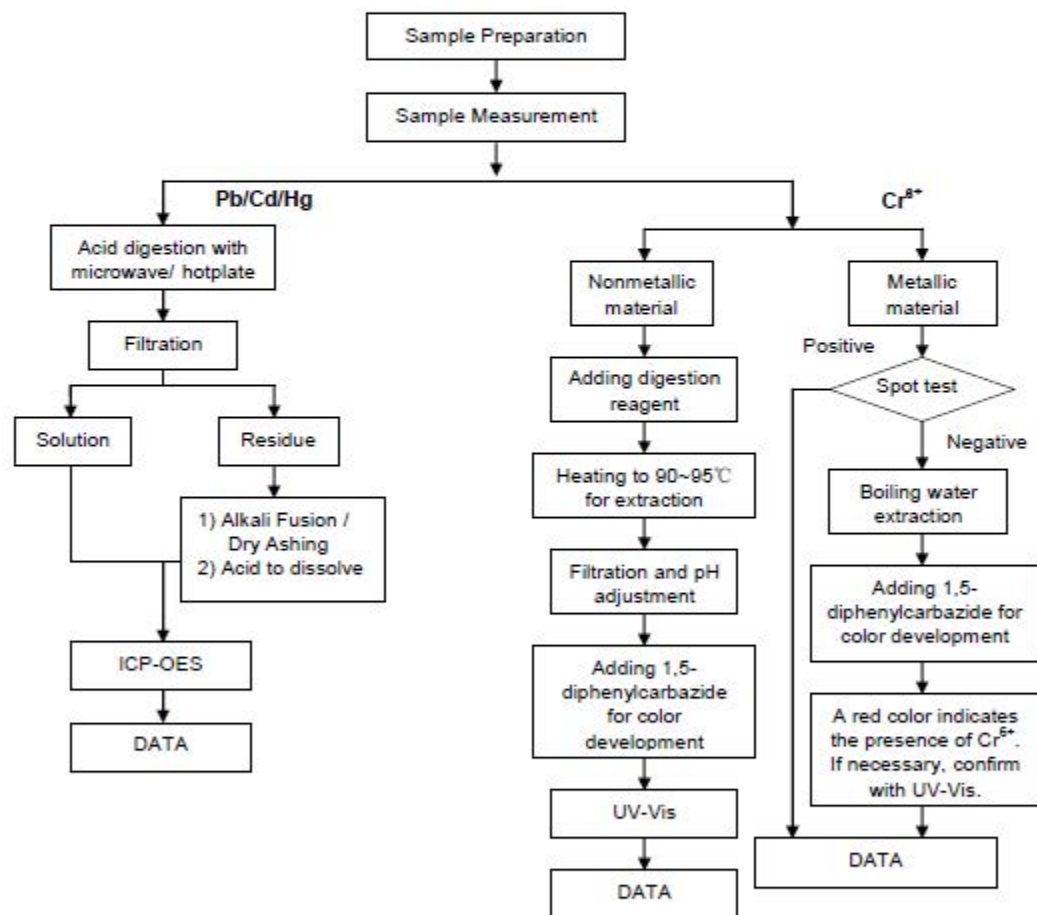 Sample Preparation
Sample Measurement
Pb/Cd/Hg
Acid digestion with
microwave/ hotplate
Filtration
Solution
Residue
1) Alkali Fusion /
Dry Ashing
2) Acid to dissolve
ICP-OES
DATA
Cr⁶⁺
Nonmetallic
material
Adding digestion
reagent
Heating to 90~95℃
for extraction
Filtration and pH
adjustment
Adding 1,5-
diphenylcarbazide
for color
development
UV-Vis
DATA
Metallic
material
Positive
Spot test
Negative
Boiling water
extraction
Adding 1,5-
diphenylcarbazide for
color development
A red color indicates
the presence of Cr⁶⁺.
If necessary, confirm
with UV-Vis.
DATA